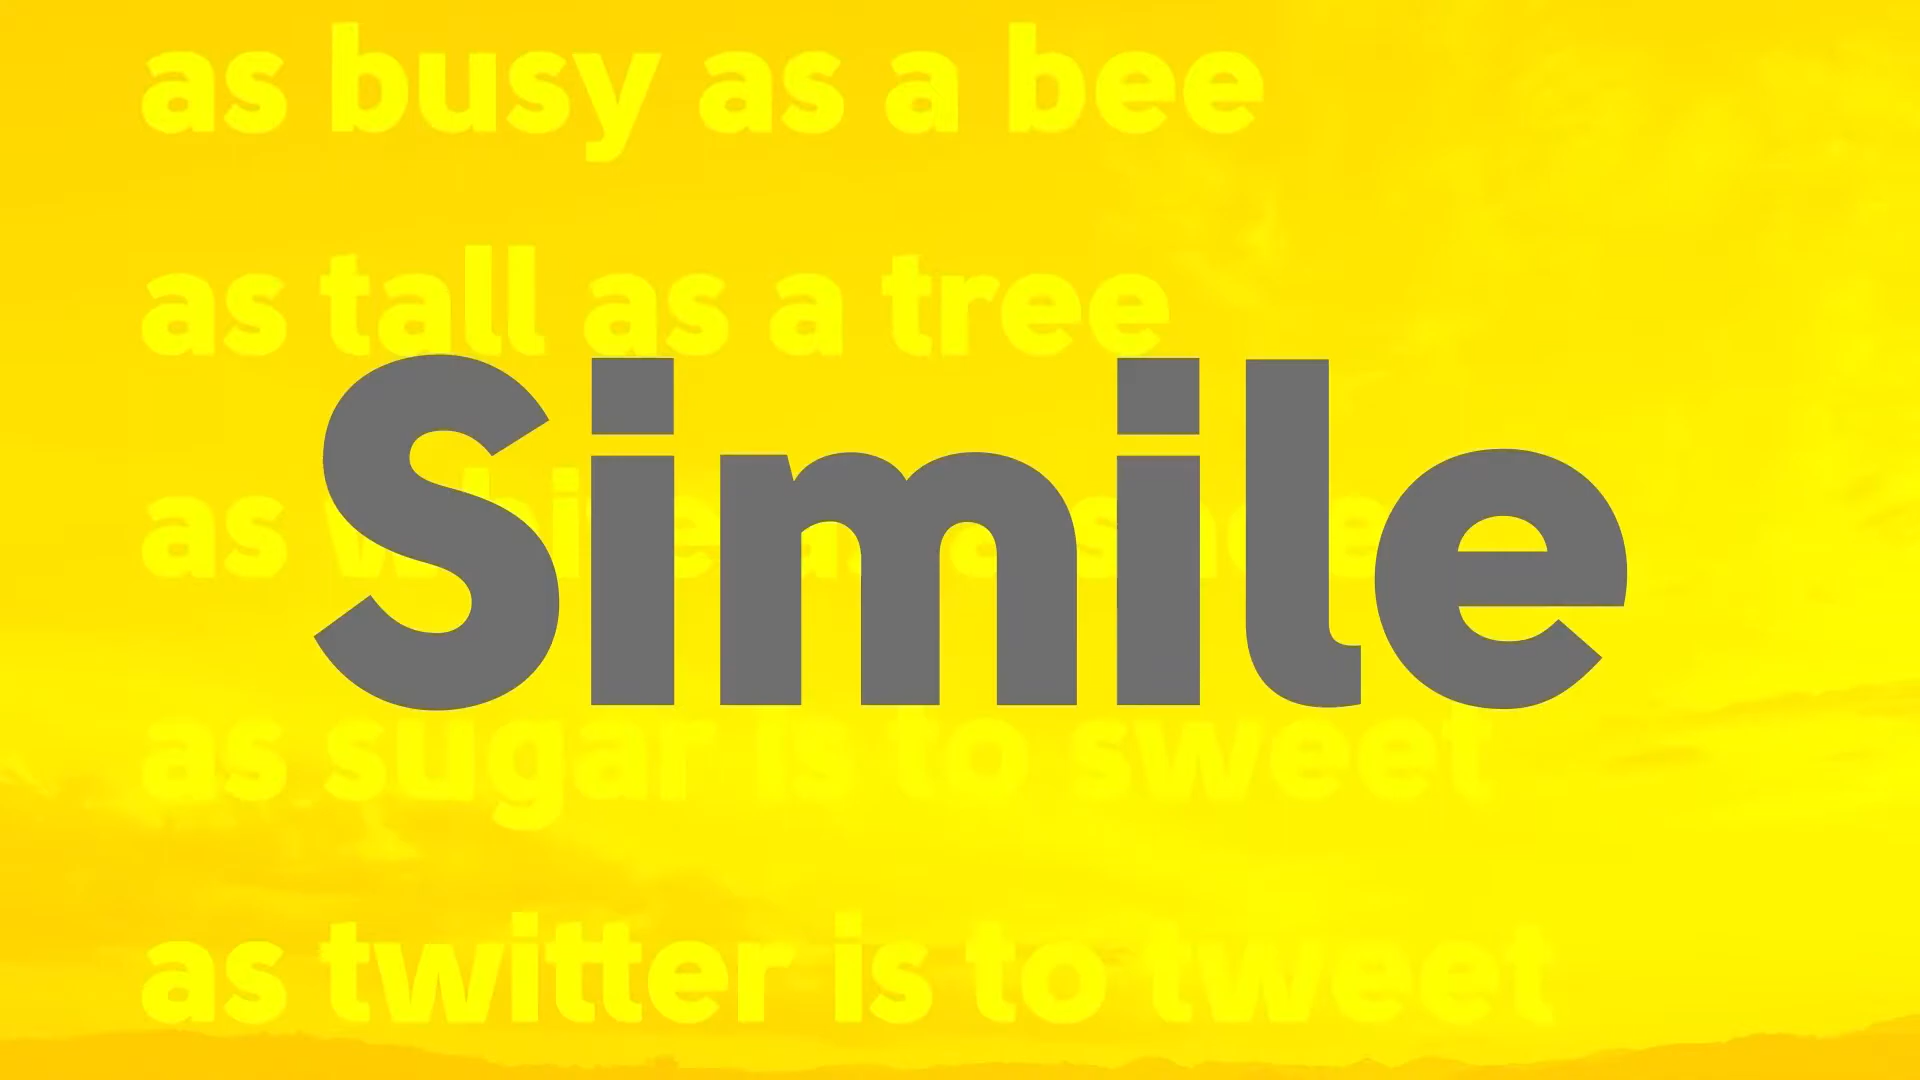 as busy as a bee
as tall as a tree
Simile
as
as sugar is to sweet
as twitter is to tweet